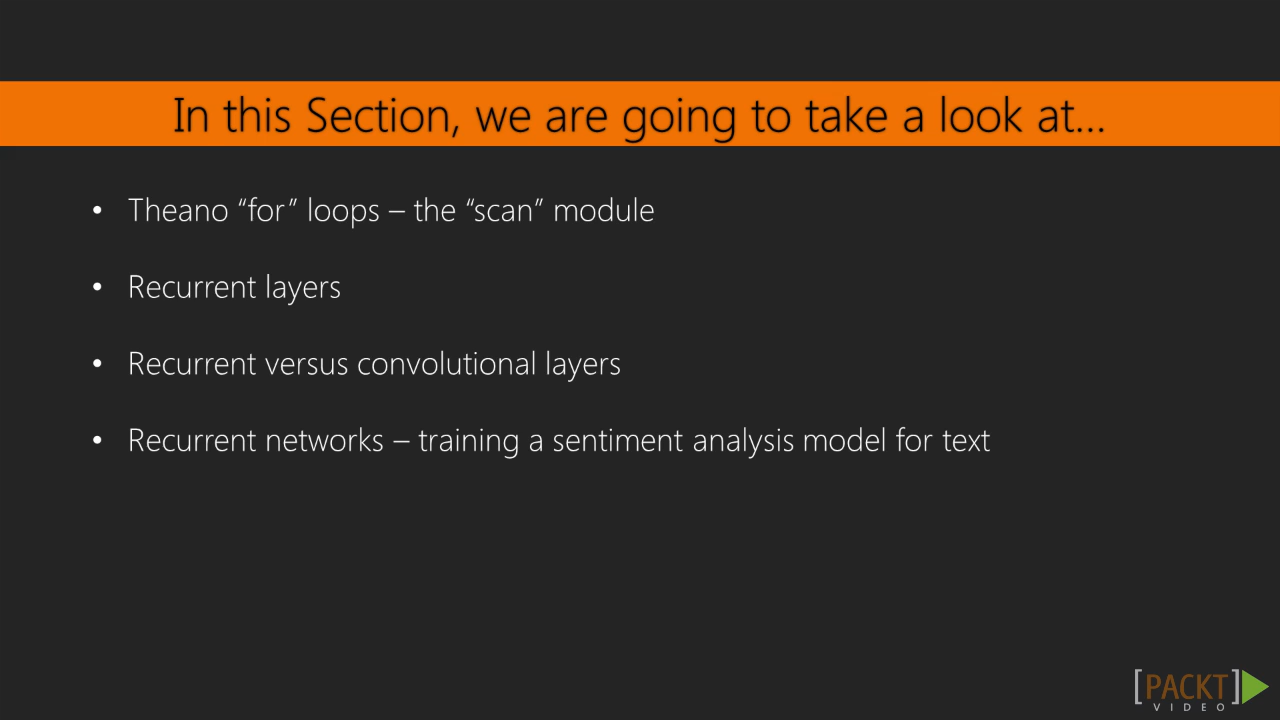 In this Section, we are going to take a look at...
• Theano “for” loops – the “scan” module
• Recurrent layers
• Recurrent versus convolutional layers
• Recurrent networks – training a sentiment analysis model for text
[PACKT]
VIDEO